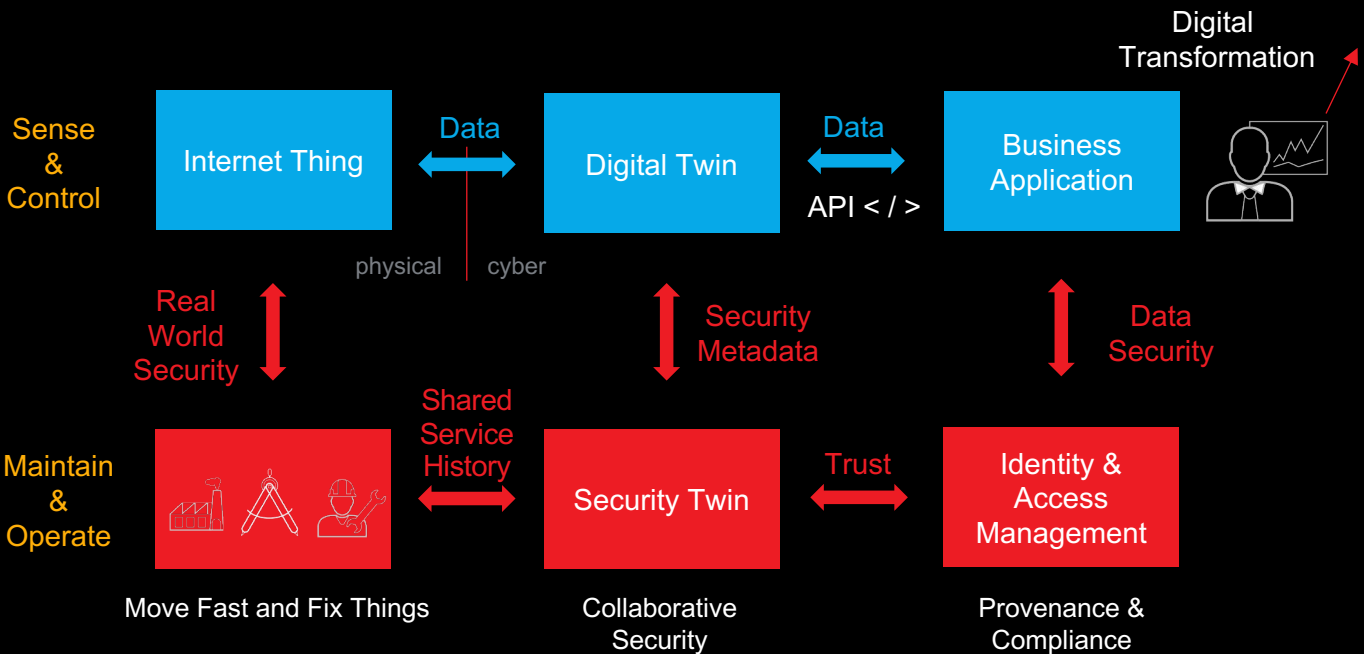 Digital
Transformation
Sense
&
Control
Internet Thing
Data
Digital Twin
Data
API < / >
Business
Application
physical
cyber
Real
World
Security
Security
Metadata
Data
Security
Maintain
&
Operate
Shared
Service
History
Security Twin
Trust
Identity &
Access
Management
Move Fast and Fix Things
Collaborative
Security
Provenance &
Compliance